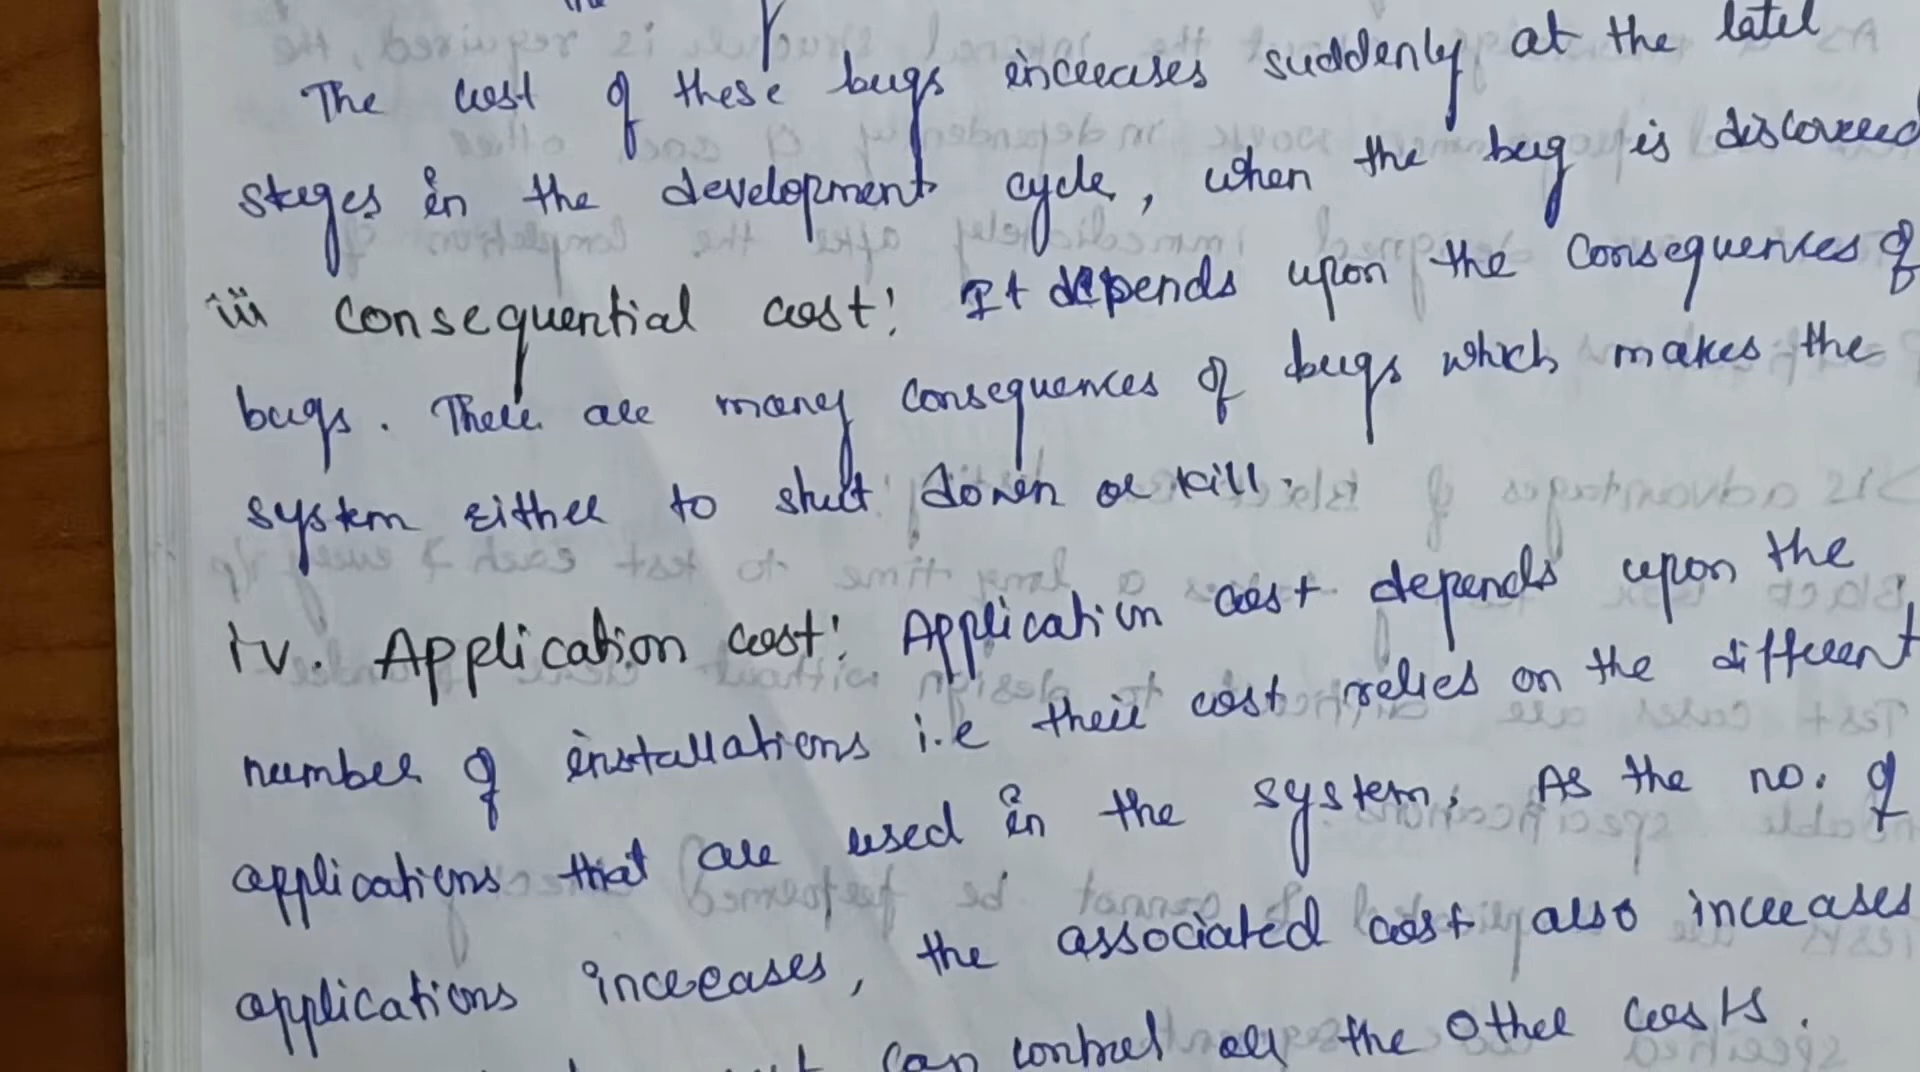 The cost of these bugs increases suddenly at the later
stages in the development cycle, when the bug is discovered
iii consequential cost: It depends upon the consequences of
bugs. There are many consequences of bugs which makes the
system either to shut down or kill.
iv. Application cost: Application cost depends upon the
number of installations i.e their cost relies on the different
applications that are used in the system. As the no. of
applications increases, the associated cost also increases
can control all the other costs.